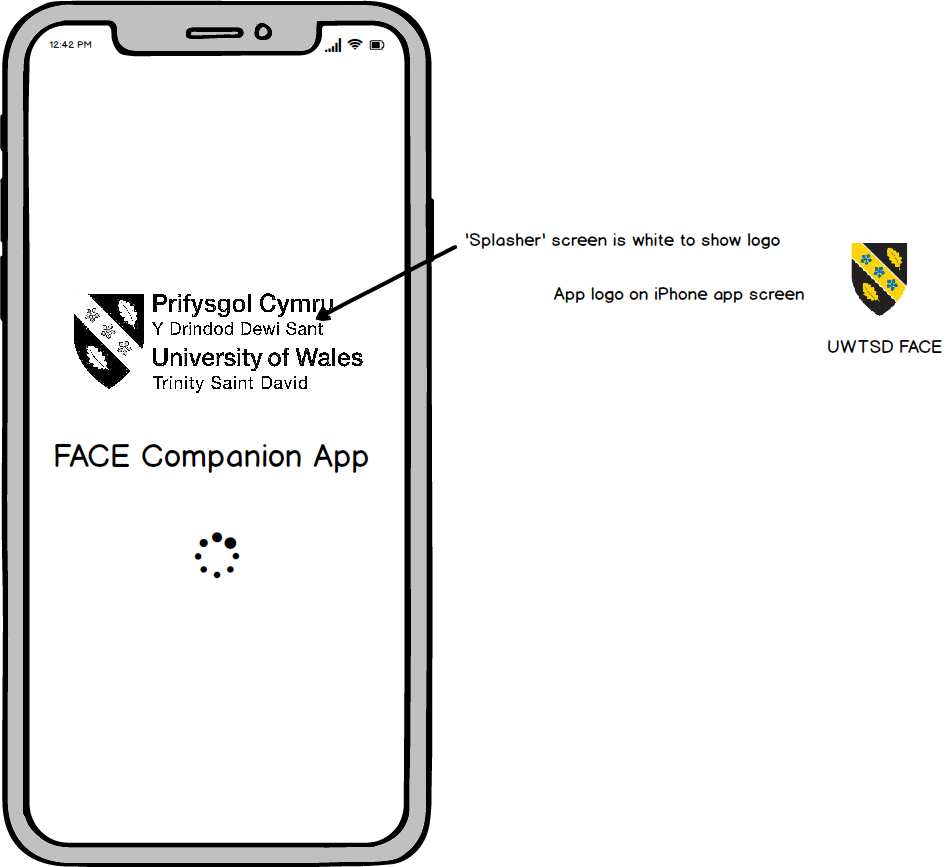 12:42 PM
Prifysgol Cymru
Y Drindod Dewi Sant
University of Wales
Trinity Saint David
FACE Companion App
'Splasher' screen is white to show logo
App logo on iPhone app screen
UWTSD FACE